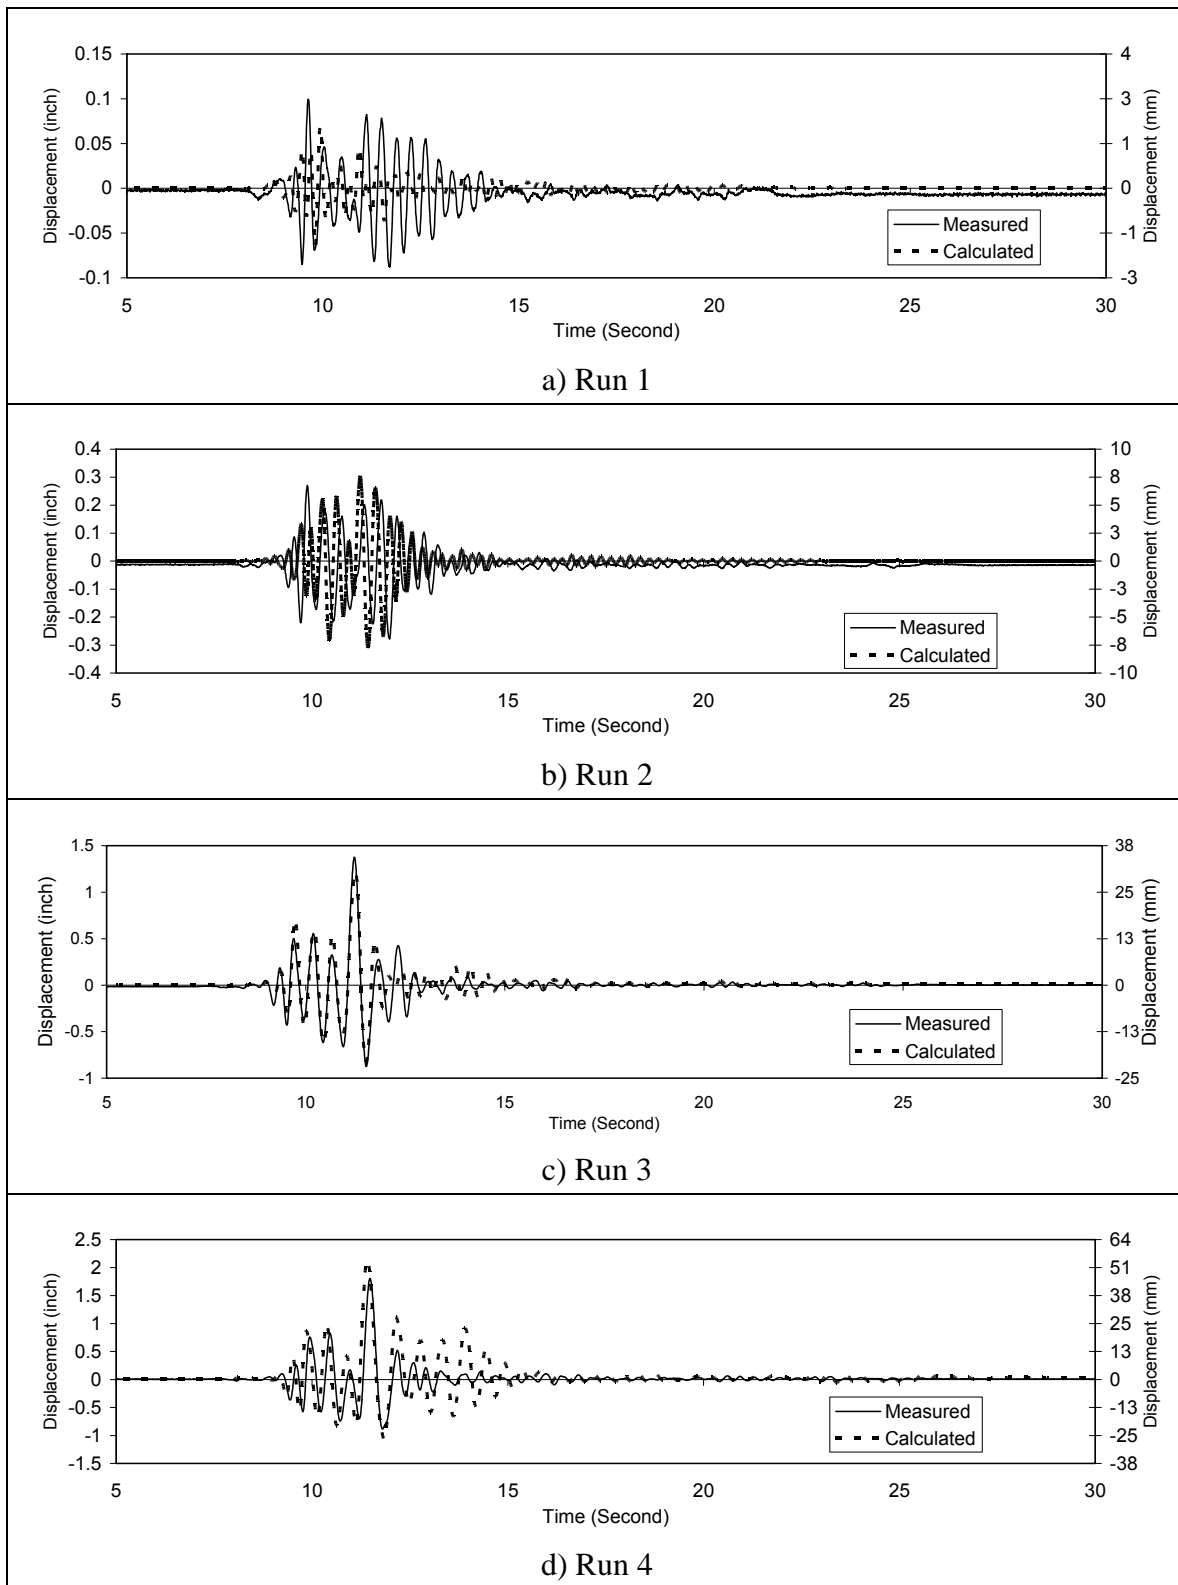 0.15
0.1
0.05
0
-0.05
-0.1
Displacement (inch)
4
3
1
0
-1
-3
Displacement (mm)
Measured
Calculated
5 10 15 20 25 30
Time (Second)
a) Run 1
0.4
0.3
0.2
0.1
0
-0.1
-0.2
-0.3
-0.4
Displacement (inch)
10
8
5
3
0
-3
-5
-8
-10
Displacement (mm)
Measured
Calculated
5 10 15 20 25 30
Time (Second)
b) Run 2
1.5
1
0.5
0
-0.5
-1
Displacement (inch)
38
25
13
0
-13
-25
Displacement (mm)
Measured
Calculated
5 10 15 20 25 30
Time (Second)
c) Run 3
2.5
2
1.5
1
0.5
0
-0.5
-1
-1.5
Displacement (inch)
64
51
38
25
13
0
-13
-25
-38
Displacement (mm)
Measured
Calculated
5 10 15 20 25 30
Time (Second)
d) Run 4